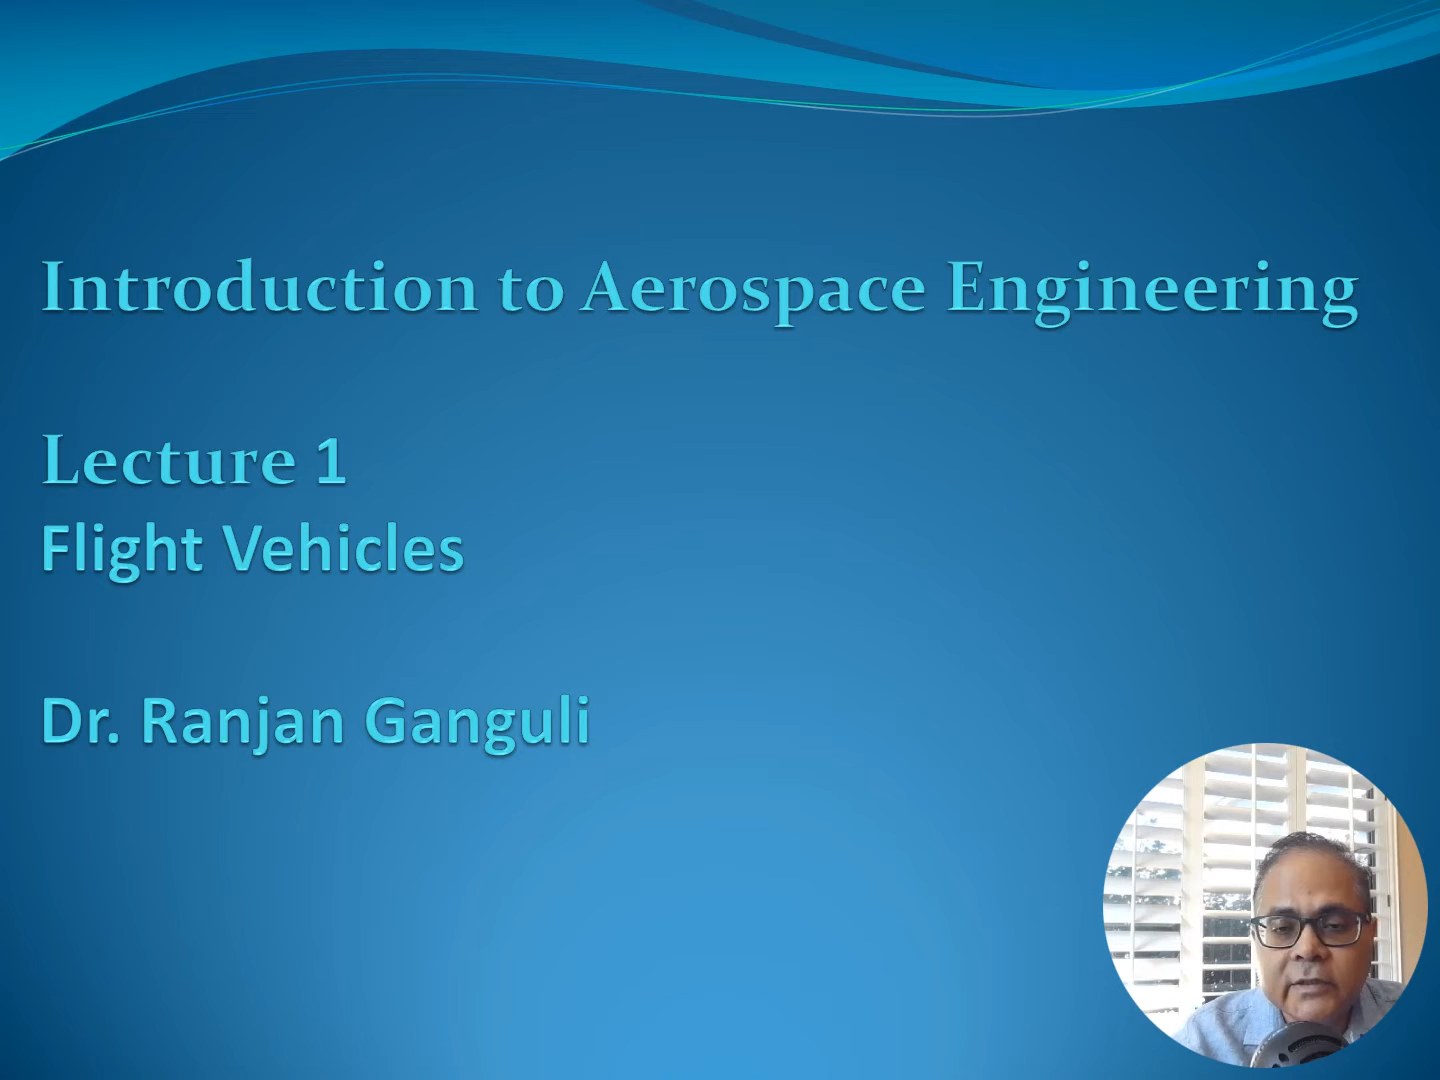 Introduction to Aerospace Engineering
Lecture 1
Flight Vehicles
Dr. Ranjan Ganguli